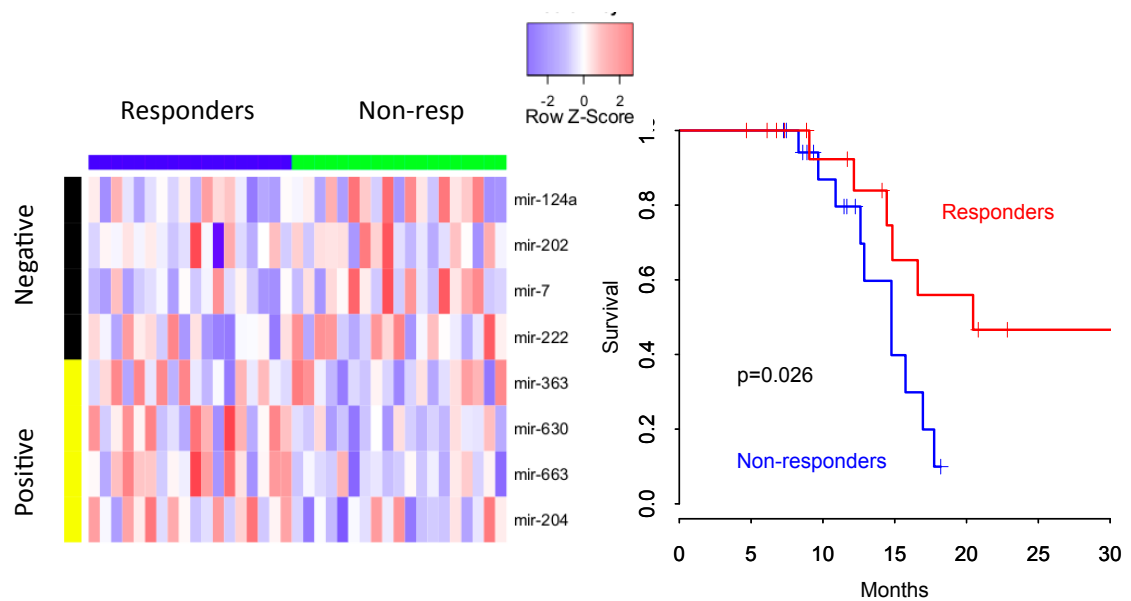 -2 0 2
Row Z-Score
Responders Non-resp
Negative
Positive
mir-124a
mir-202
mir-7
mir-222
mir-363
mir-630
mir-663
mir-204
Survival
0.8
0.6
0.4
0.2
0.0
Responders
p=0.026
Non-responders
0 5 10 15 20 25 30
Months